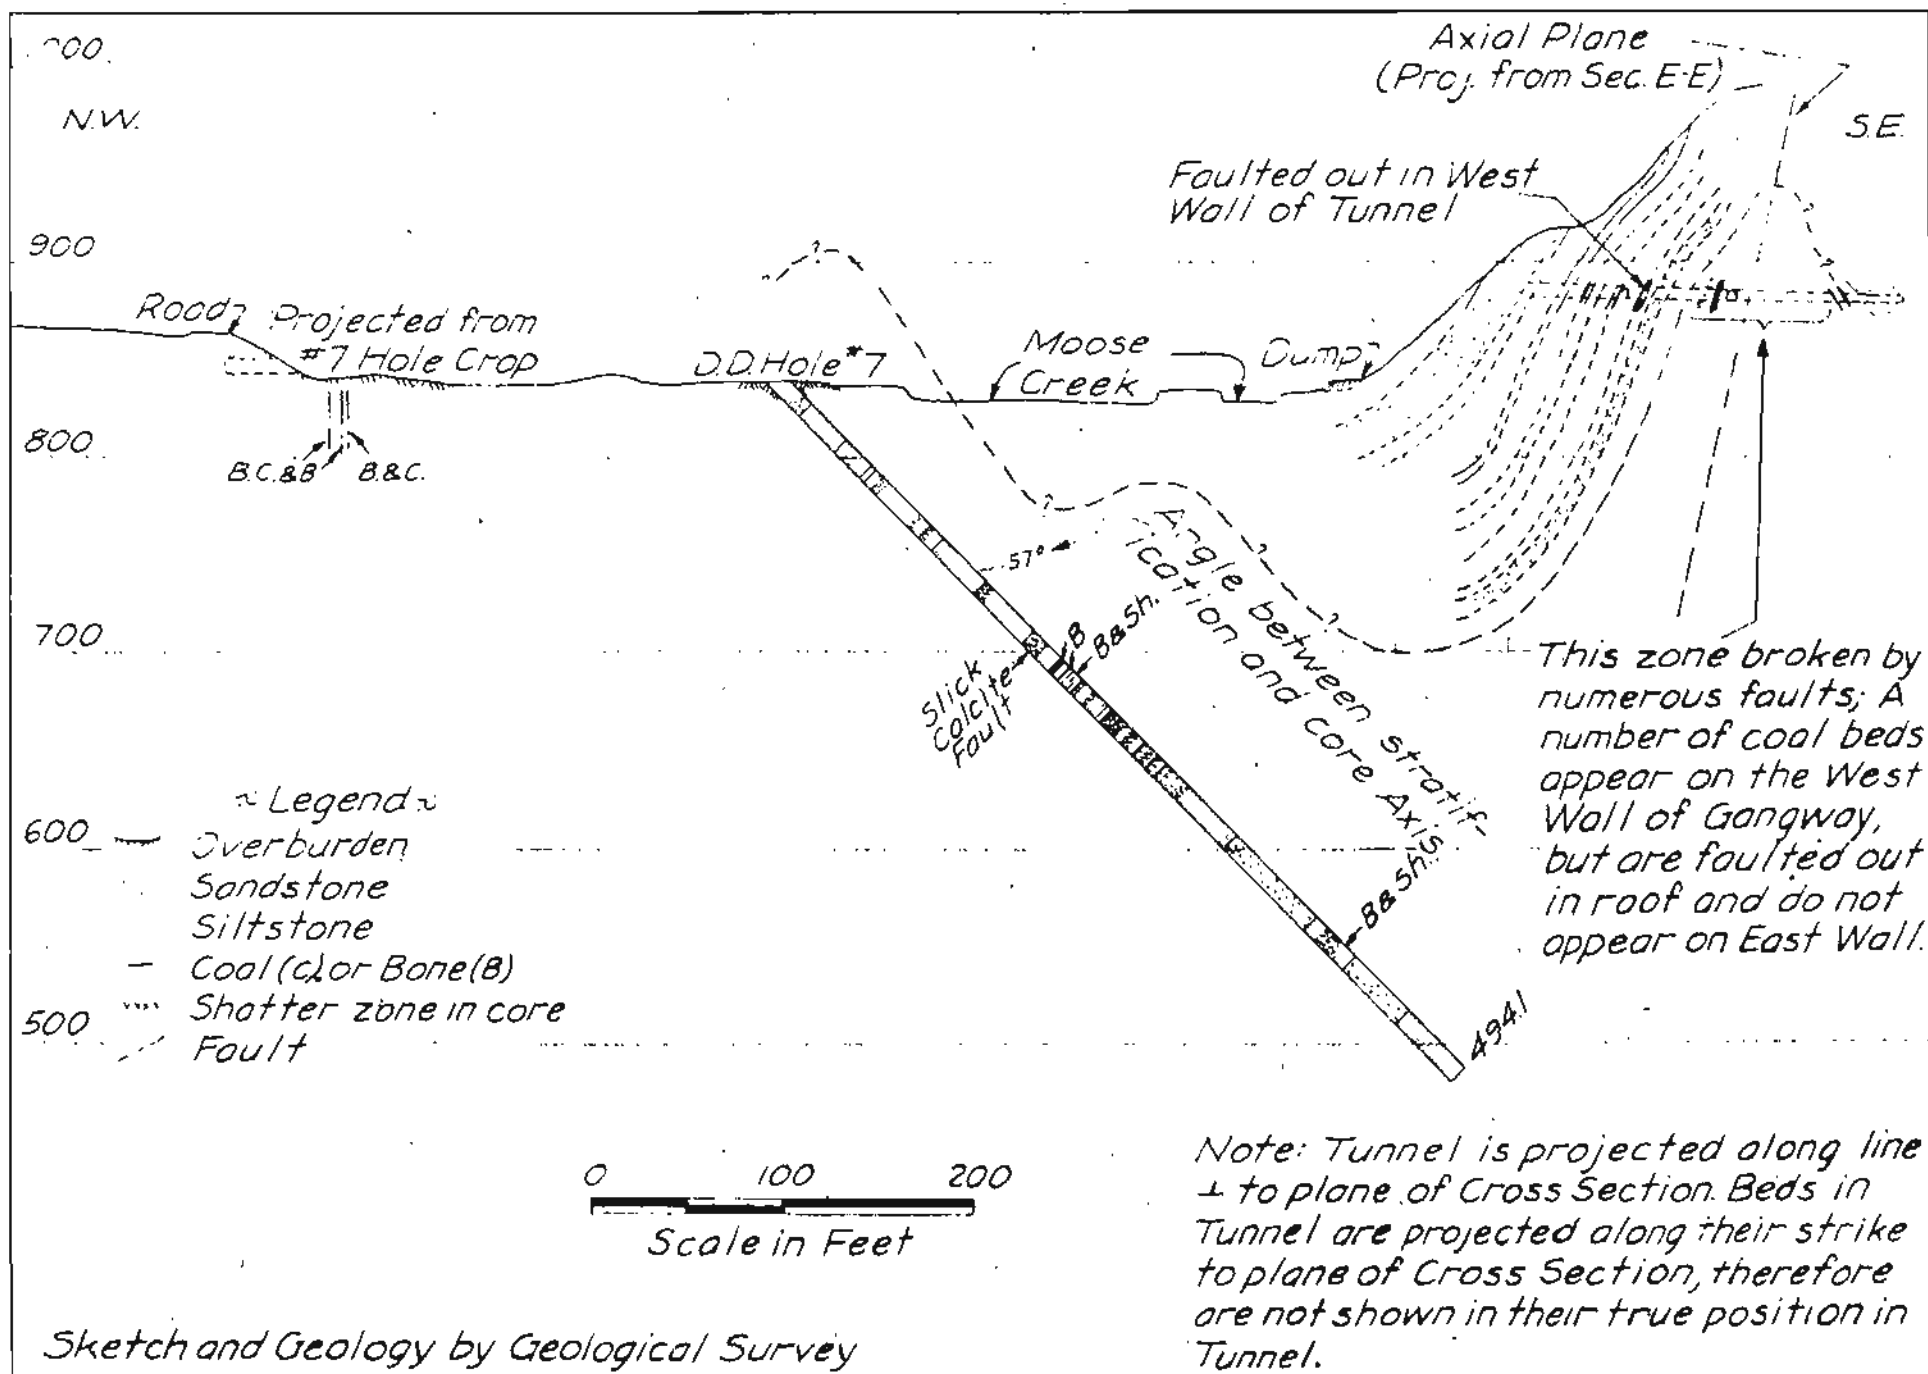 Axial Plane
(Proj. from Sec. E-E)
N.W.
S.E.
Faulted out in West
Wall of Tunnel
900
Road
Projected from
#7 Hole Crop
D.D. Hole #7
Moose
Creek
Dump
800
B.C.&B
B.&C.
57°
Angle between stratif-
ication and core Axis.
B
B&Sh.
700
Slick
Calcite
Fault
This zone broken by
numerous faults; A
number of coal beds
appear on the West
Wall of Gangway,
but are faulted out
in roof and do not
appear on East Wall.
B&Sh.
~ Legend ~
600
Overburden
Sandstone
Siltstone
Coal (C) or Bone (B)
Shatter zone in core
500
Fault
494.1
0 100 200
Scale in Feet
Note: Tunnel is projected along line
⊥ to plane of Cross Section. Beds in
Tunnel are projected along their strike
to plane of Cross Section, therefore
are not shown in their true position in
Tunnel.
Sketch and Geology by Geological Survey